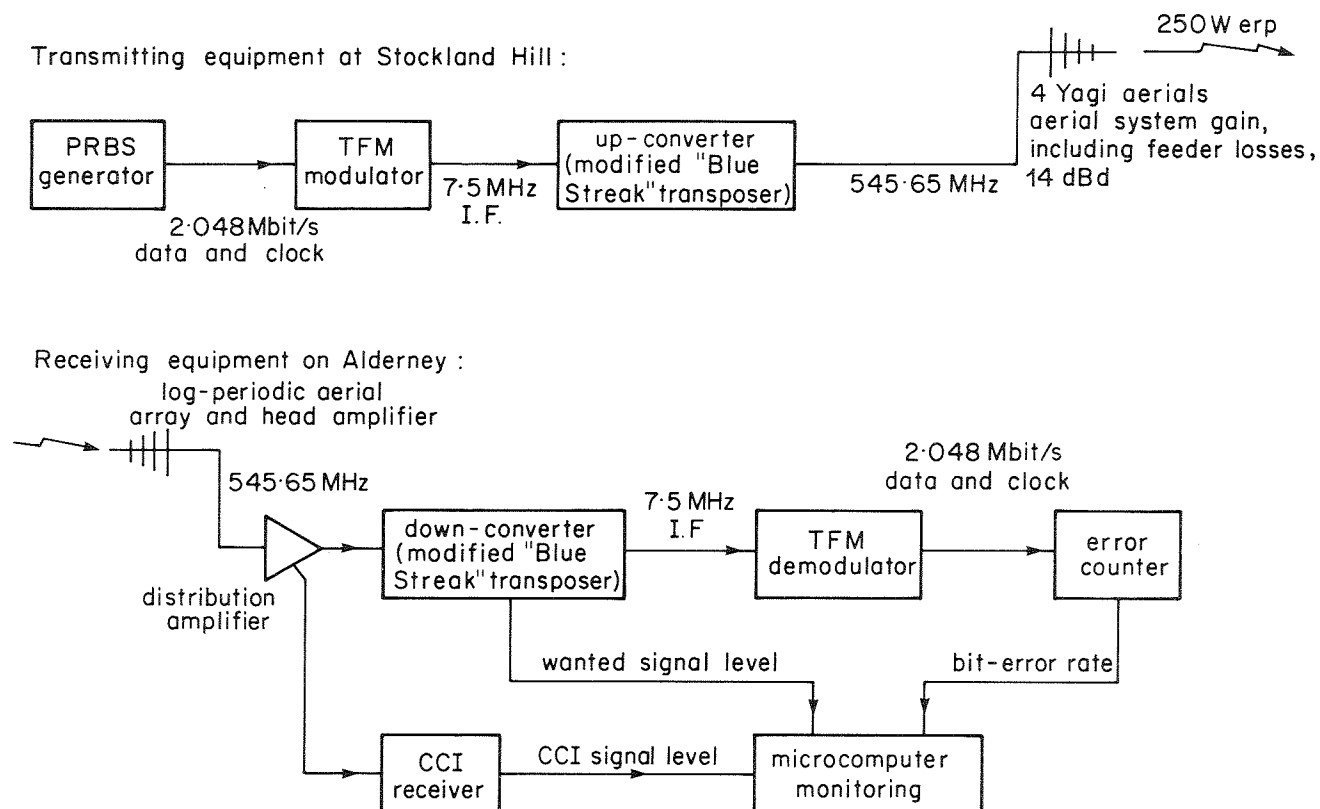 Transmitting equipment at Stockland Hill :
250W erp
PRBS
generator
TFM
modulator
up-converter
(modified "Blue
Streak" transposer)
4 Yagi aerials
aerial system gain,
including feeder losses,
14 dBd
2·048 Mbit/s
data and clock
7·5 MHz
I.F.
545·65 MHz
Receiving equipment on Alderney :
log-periodic aerial
array and head amplifier
545·65 MHz
distribution
amplifier
down-converter
(modified "Blue
Streak" transposer)
7·5 MHz
I.F
TFM
demodulator
2·048 Mbit/s
data and clock
error
counter
wanted signal level
bit-error rate
CCI
receiver
CCI signal level
microcomputer
monitoring